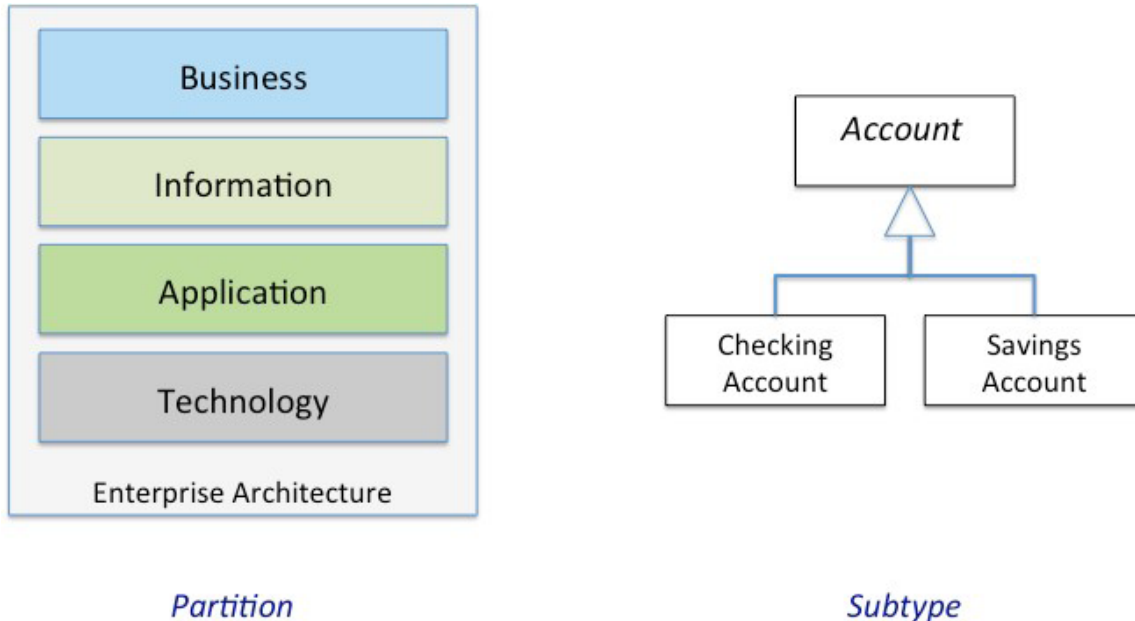 Business
Information
Application
Technology
Enterprise Architecture
Partition
Account
Checking
Account
Savings
Account
Subtype